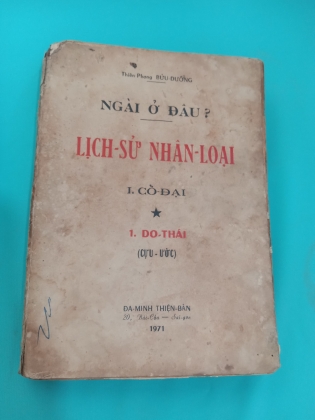 Thiên-Phong BỬU-DƯỠNG
NGÀI Ở ĐÂU?
LỊCH-SỬ NHÂN-LOẠI
I. CỔ-ĐẠI
★
1. DO-THÁI
(CỰU-ƯỚC)
ĐA-MINH THIỆN-BẢN
1971